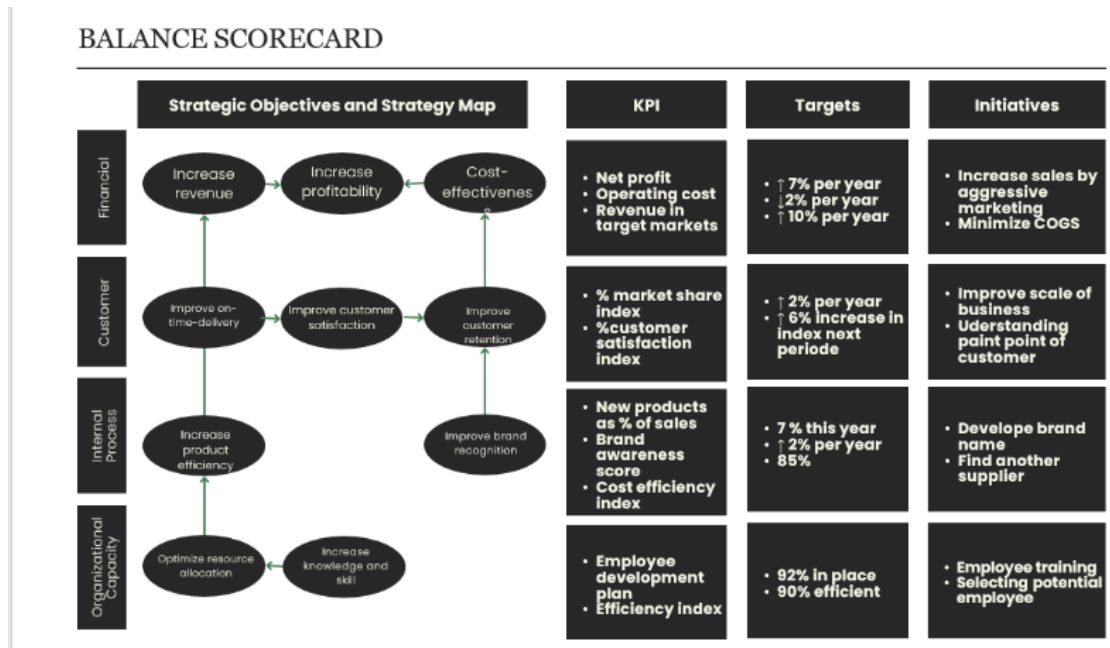 BALANCE SCORECARD
Strategic Objectives and Strategy Map
KPI
Targets
Initiatives
Financial
Increase
revenue
Increase
profitability
Cost-
effectivenes
s
• Net profit
• Operating cost
• Revenue in
target markets
• ↑ 7% per year
• ↓2% per year
• ↑ 10% per year
• Increase sales by
aggressive
marketing
• Minimize COGS
Customer
Improve on-
time-delivery
Improve customer
satisfaction
Improve
customer
retention
• % market share
index
• %customer
satisfaction
index
• ↑ 2% per year
• ↑ 6% increase in
index next
periode
• Improve scale of
business
• Uderstanding
paint point of
customer
Internal
Process
Increase
product
efficiency
Improve brand
recognition
• New products
as % of sales
• Brand
awareness
score
• Cost efficiency
index
• 7 % this year
• ↑ 2% per year
• 85%
• Develope brand
name
• Find another
supplier
Organizational
Capacity
Optimize resource
allocation
Increase
knowledge and
skill
• Employee
development
plan
• Efficiency index
• 92% in place
• 90% efficient
• Employee training
• Selecting potential
employee